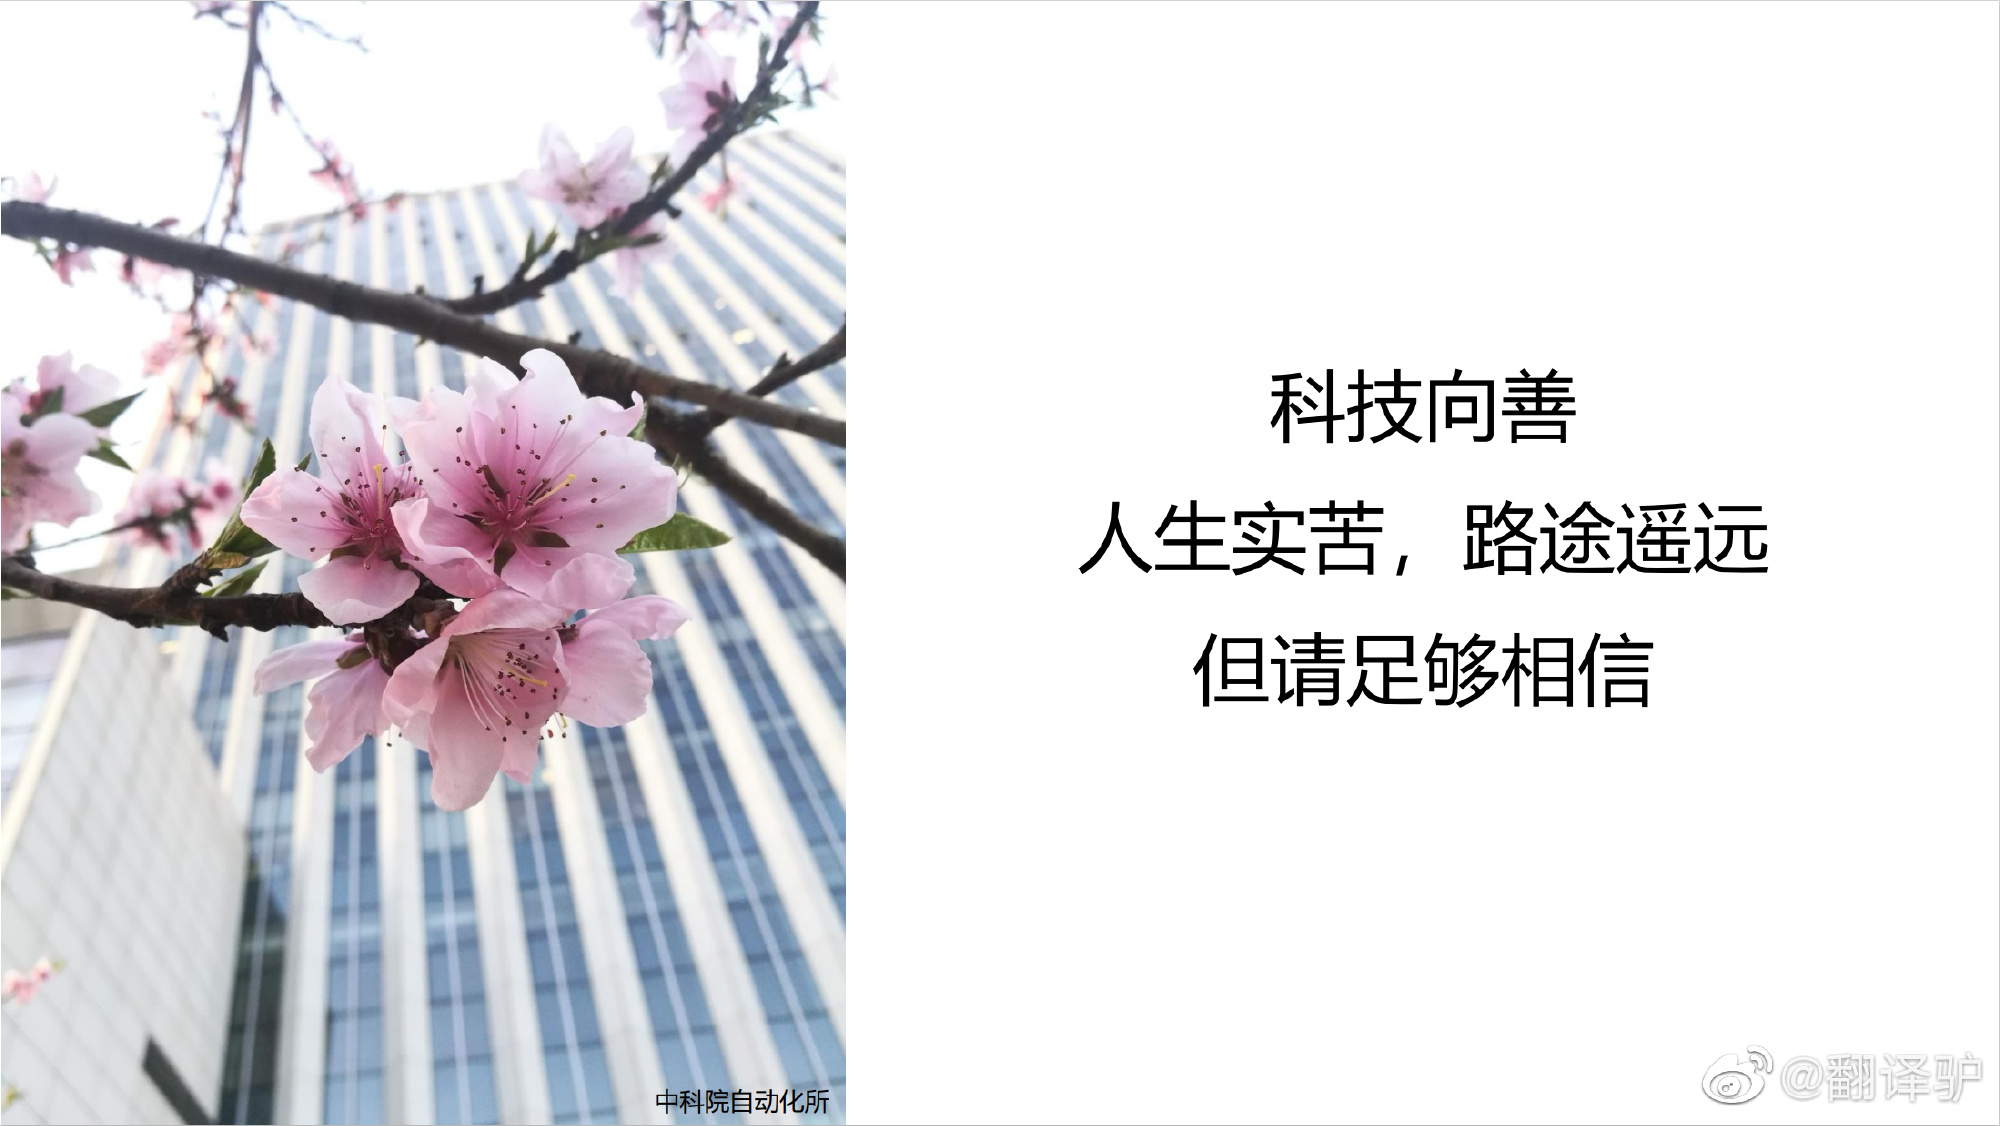 科技向善
人生实苦，路途遥远
但请足够相信
中科院自动化所
@翻译驴